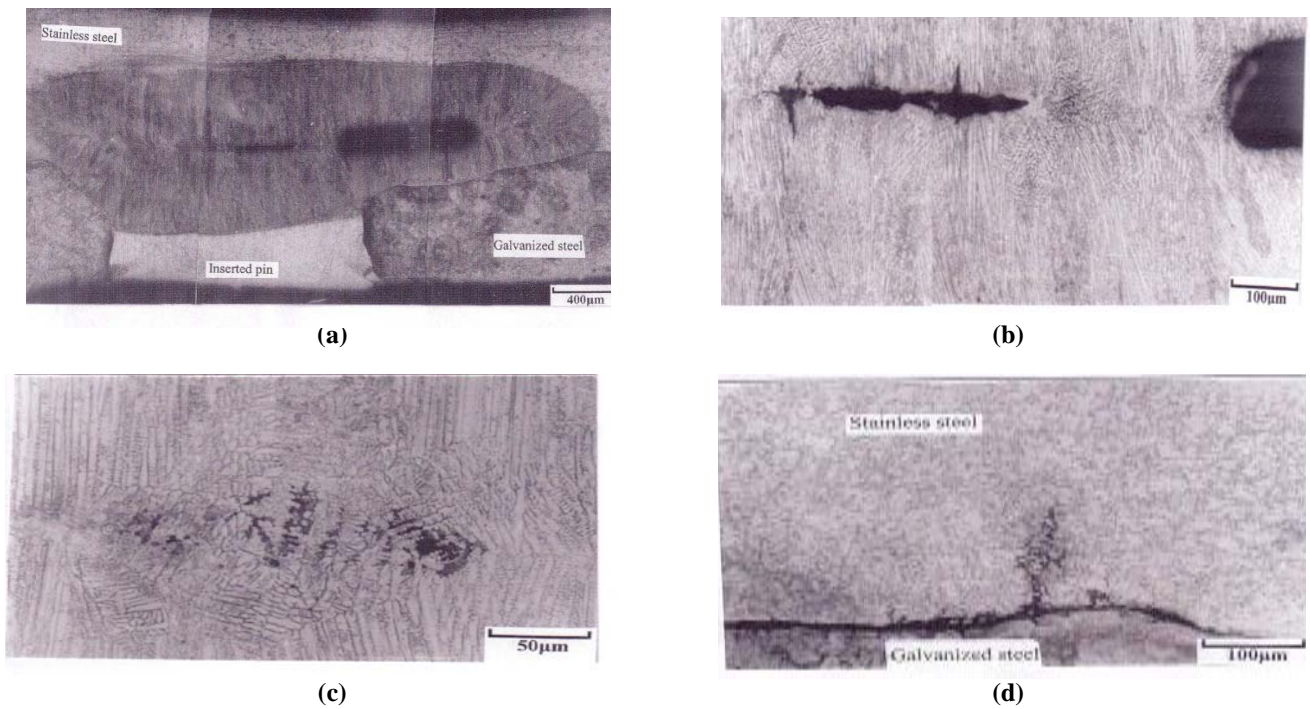 Stainless steel
Galvanized steel
Inserted pin
400µm
(a)
100µm
(b)
50µm
(c)
Stainless steel
Galvanized steel
100µm
(d)